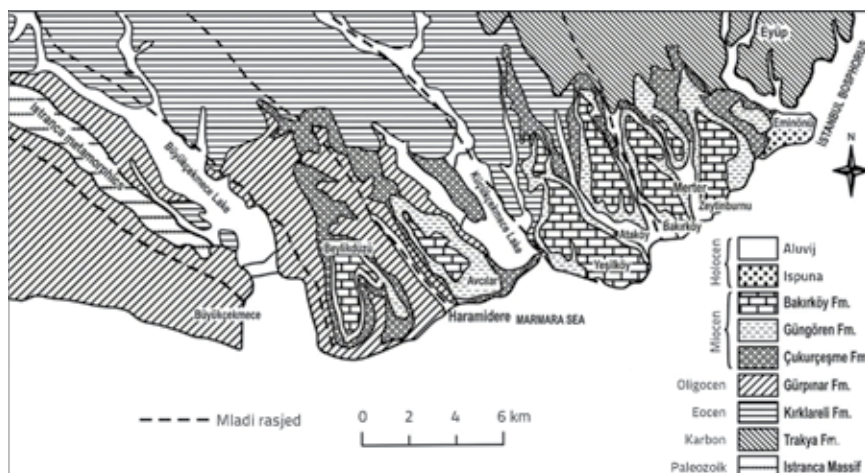 Eyüp
İSTANBUL BOSPHORUS
Eminönü
N
Istranca metamorphics
Büyükçekmece Lake
Küçükçekmece Lake
Merter
Zeytinburnu
Bakırköy
Ataköy
Yeşilköy
Beylikdüzü
Avcılar
Büyükçekmece
Haramidere
MARMARA SEA
Holocen
Aluvij
Ispuna
Miocen
Bakırköy Fm.
Güngören Fm.
Çukurçeşme Fm
Oligocen
Gürpınar Fm.
Eocen
Kırklareli Fm.
Karbon
Trakya Fm.
Paleozoik
Istranca Massif
Mladi rasjed
0 2 4 6 km